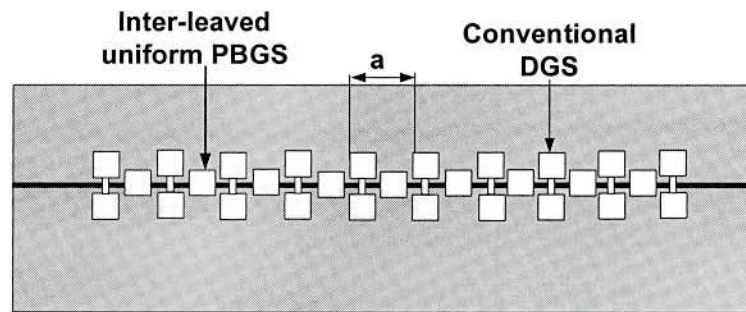 Inter-leaved
uniform PBGS
a
Conventional
DGS